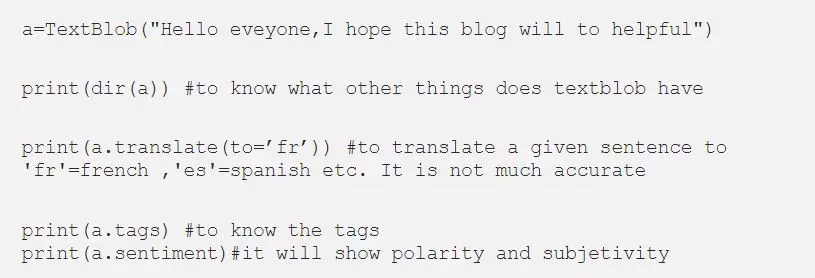 a=TextBlob("Hello eveyone,I hope this blog will to helpful")
print(dir(a)) #to know what other things does textblob have
print(a.translate(to=’fr’)) #to translate a given sentence to
'fr'=french ,'es'=spanish etc. It is not much accurate
print(a.tags) #to know the tags
print(a.sentiment)#it will show polarity and subjetivity